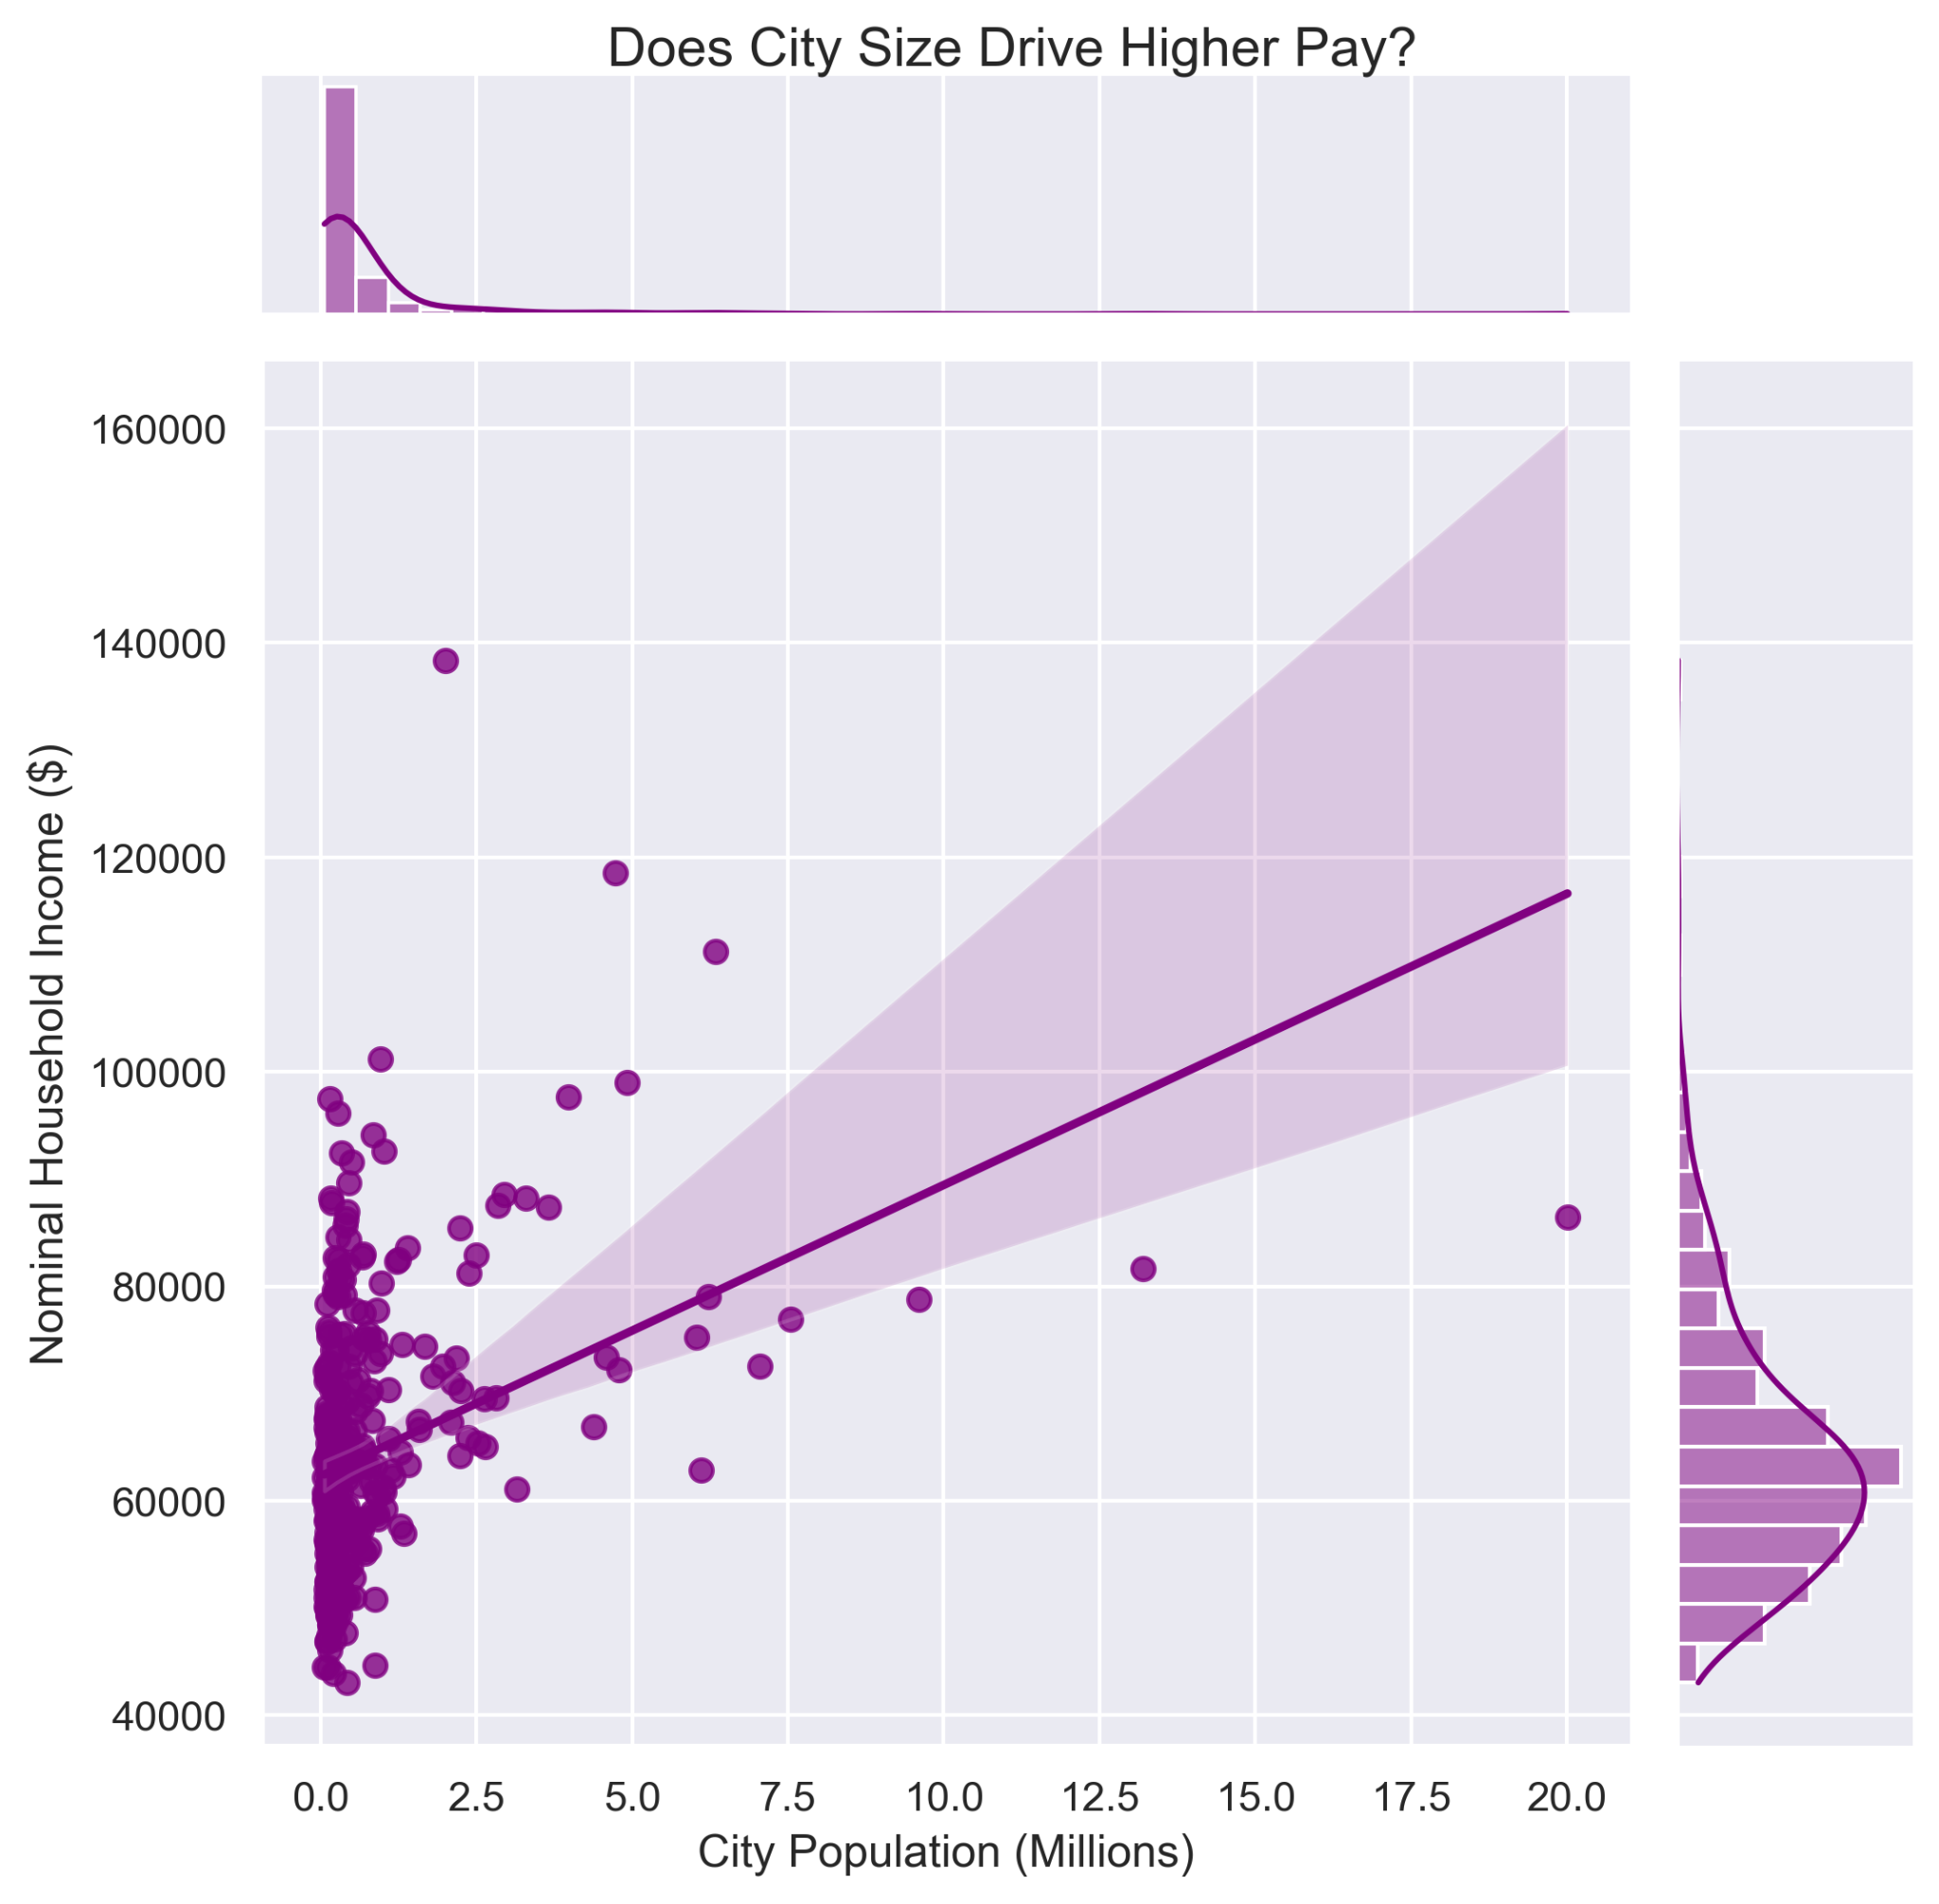 Does City Size Drive Higher Pay?
160000
140000
120000
100000
80000
60000
40000
Nominal Household Income ($)
0.0 2.5 5.0 7.5 10.0 12.5 15.0 17.5 20.0
City Population (Millions)